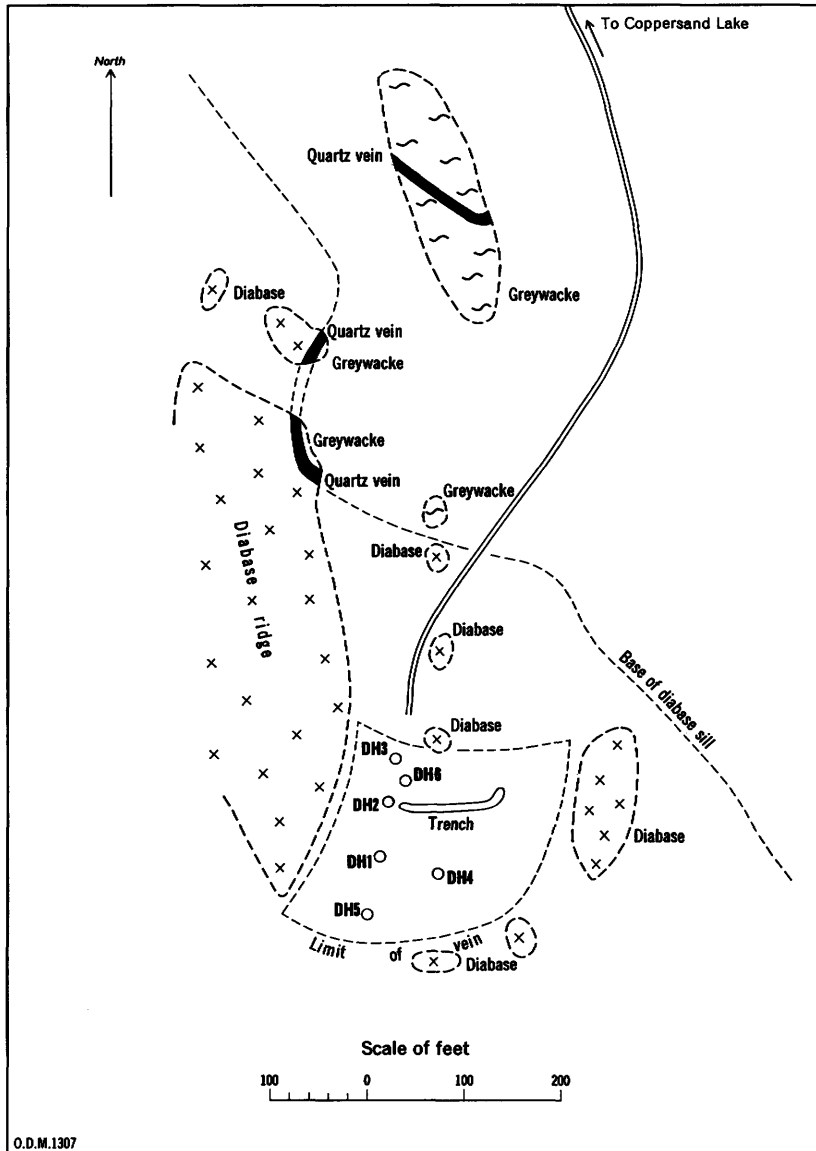 To Coppersand Lake
North
Quartz vein
Diabase
Greywacke
Quartz vein
Greywacke
Greywacke
Quartz vein
Greywacke
Diabase
Diabase ridge
Diabase
Base of diabase sill
Diabase
DH3
DH6
DH2
Trench
Diabase
DH1
DH4
DH5
Limit of vein
Diabase
Scale of feet
100 0 100 200
O.D.M.1307